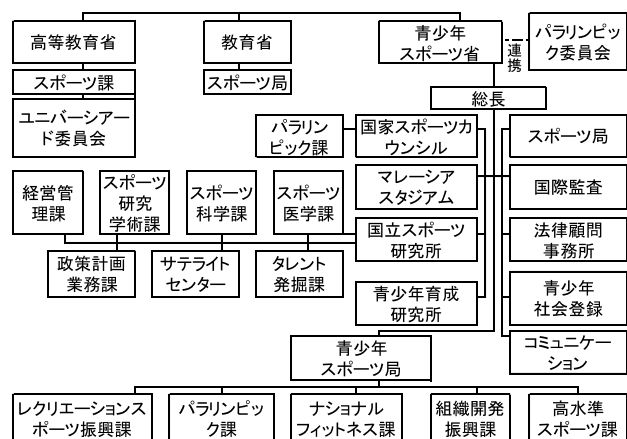 高等教育省
教育省
青少年
スポーツ省
連携
パラリンピッ
ク委員会
スポーツ課
スポーツ局
ユニバーシアー
ド委員会
総長
パラリン
ピック課
国家スポーツカ
ウンシル
スポーツ局
マレーシア
スタジアム
国際監査
経営管
理課
スポーツ
研究
学術課
スポーツ
科学課
スポーツ
医学課
国立スポーツ
研究所
法律顧問
事務所
政策計画
業務課
サテライト
センター
タレント
発掘課
青少年育成
研究所
青少年
社会登録
青少年
スポーツ局
コミュニケー
ション
レクリエーションス
ポーツ振興課
パラリンピッ
ク課
ナショナル
フィットネス課
組織開発
振興課
高水準
スポーツ課